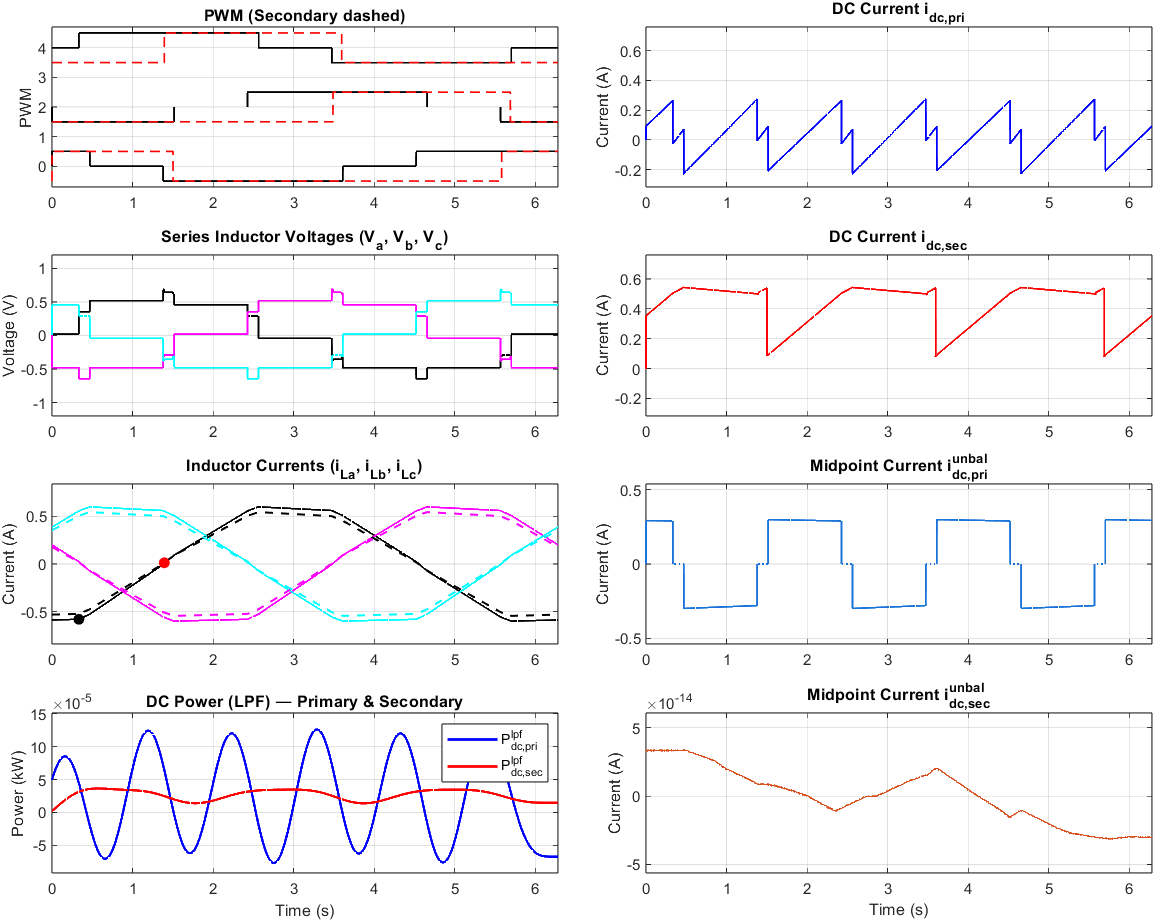 PWM (Secondary dashed)
PWM
4
3
2
1
0
0 1 2 3 4 5 6
DC Current i_dc,pri
Current (A)
0.6
0.4
0.2
0
-0.2
0 1 2 3 4 5 6
Series Inductor Voltages (V_a, V_b, V_c)
Voltage (V)
1
0.5
0
-0.5
-1
0 1 2 3 4 5 6
DC Current i_dc,sec
Current (A)
0.6
0.4
0.2
0
-0.2
0 1 2 3 4 5 6
Inductor Currents (i_La, i_Lb, i_Lc)
Current (A)
0.5
0
-0.5
0 1 2 3 4 5 6
Midpoint Current i^unbal_dc,pri
Current (A)
0.5
0
-0.5
0 1 2 3 4 5 6
DC Power (LPF) — Primary & Secondary
×10^-5
Power (kW)
15
10
5
0
-5
P^lpf_dc,pri
P^lpf_dc,sec
0 1 2 3 4 5 6
Time (s)
Midpoint Current i^unbal_dc,sec
×10^-14
Current (A)
5
0
-5
0 1 2 3 4 5 6
Time (s)